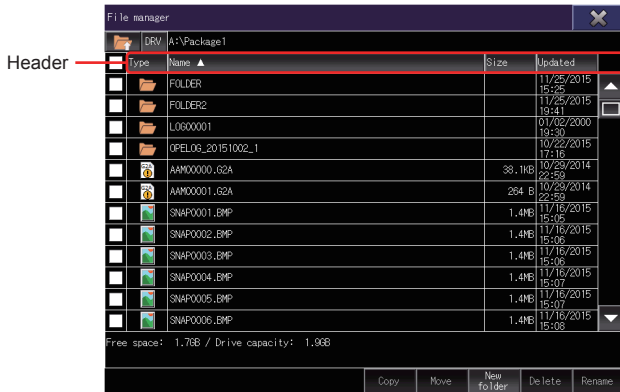 File manager
DRV A:\Package1
Header
Type Name ▲ Size Updated
FOLDER 11/25/2015 15:25
FOLDER2 11/25/2015 19:41
LOG00001 01/02/2000 19:30
OPELOG_20151002_1 10/22/2015 17:16
G2A AAM00000.G2A 38.1KB 10/29/2014 22:59
G2A AAM00001.G2A 264 B 10/29/2014 22:59
SNAP0001.BMP 1.4MB 11/16/2015 15:05
SNAP0002.BMP 1.4MB 11/16/2015 15:06
SNAP0003.BMP 1.4MB 11/16/2015 15:06
SNAP0004.BMP 1.4MB 11/16/2015 15:07
SNAP0005.BMP 1.4MB 11/16/2015 15:07
SNAP0006.BMP 1.4MB 11/16/2015 15:08
Free space: 1.7GB / Drive capacity: 1.9GB
Copy Move New folder Delete Rename